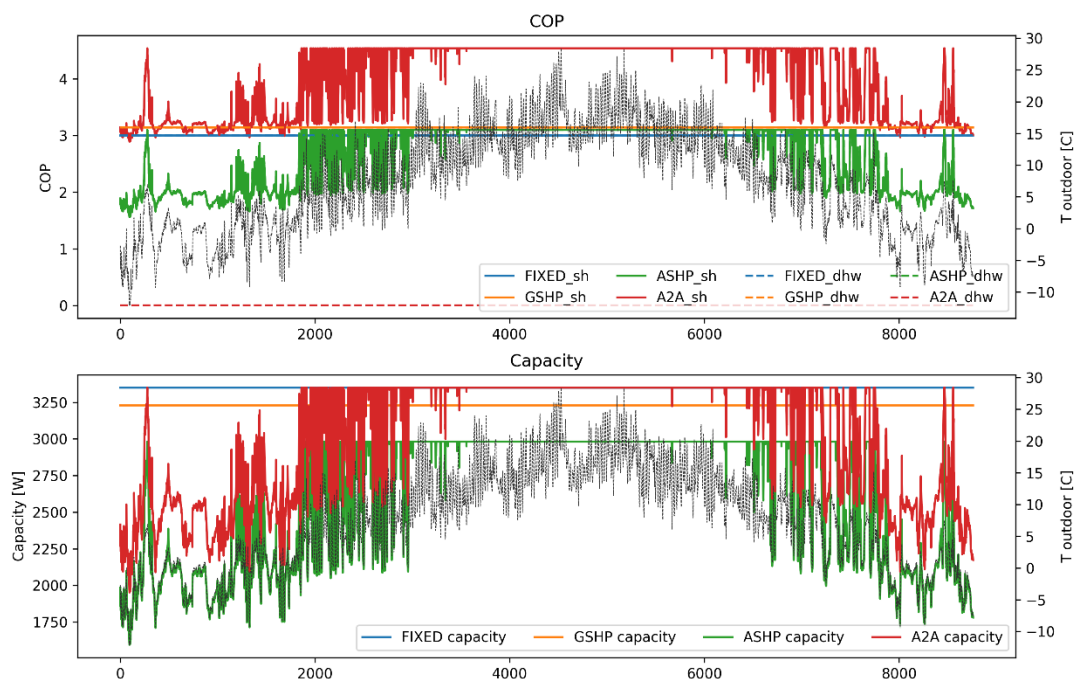 COP
COP
4
3
2
1
0
30
25
20
15
10
5
0
−5
−10
T outdoor [C]
FIXED_sh ASHP_sh FIXED_dhw ASHP_dhw
GSHP_sh A2A_sh GSHP_dhw A2A_dhw
0 2000 4000 6000 8000
Capacity
Capacity [W]
3250
3000
2750
2500
2250
2000
1750
30
25
20
15
10
5
0
−5
−10
T outdoor [C]
FIXED capacity GSHP capacity ASHP capacity A2A capacity
0 2000 4000 6000 8000